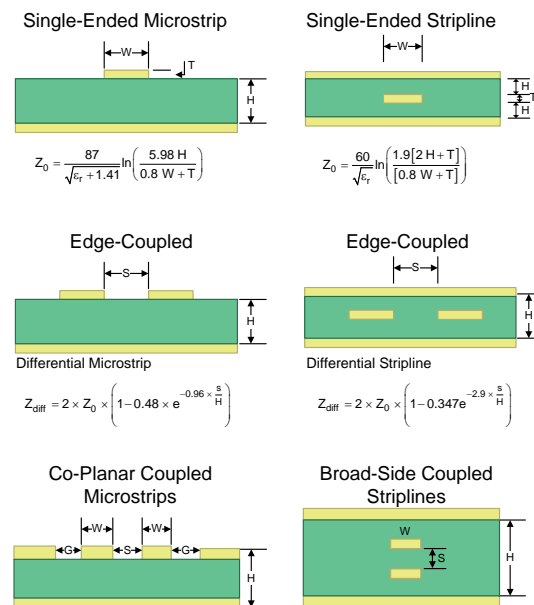 Single-Ended Microstrip
W
T
H
Z₀ = 87 / √(εr + 1.41) ln(5.98 H / 0.8 W + T)
Single-Ended Stripline
W
H
T
H
Z₀ = 60 / √εr ln(1.9[2 H + T] / [0.8 W + T])
Edge-Coupled
S
H
Differential Microstrip
Zdiff = 2 × Z₀ × (1 − 0.48 × e^(−0.96 × s/H))
Edge-Coupled
S
H
Differential Stripline
Zdiff = 2 × Z₀ × (1 − 0.347e^(−2.9 × s/H))
Co-Planar Coupled
Microstrips
W W
G S G
H
Broad-Side Coupled
Striplines
W
S
H